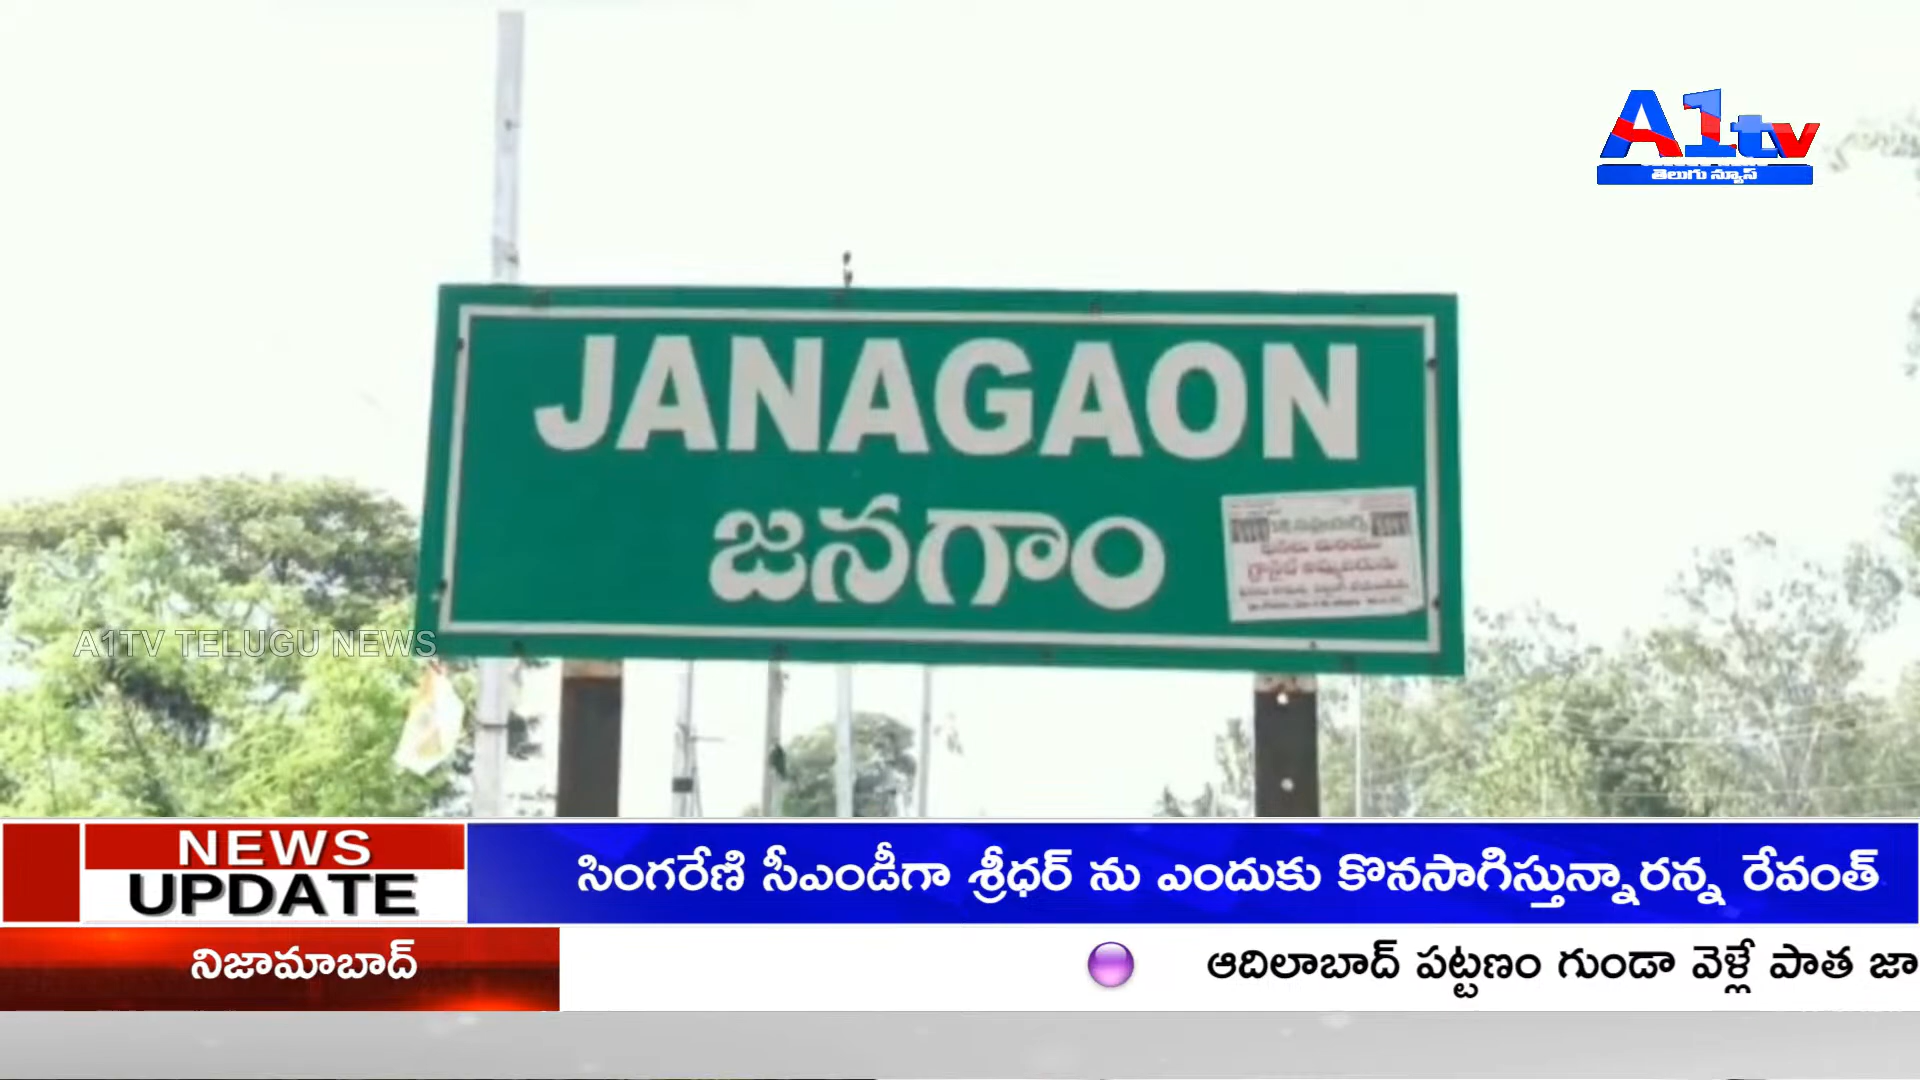 A1tv
తెలుగు న్యూస్
JANAGAON
జనగాం
A1TV TELUGU NEWS
NEWS
UPDATE
సింగరేణి సీఎండీగా శ్రీధర్ ను ఎందుకు కొనసాగిస్తున్నారన్న రేవంత్
నిజామాబాద్
ఆదిలాబాద్ పట్టణం గుండా వెళ్లే పాత జా